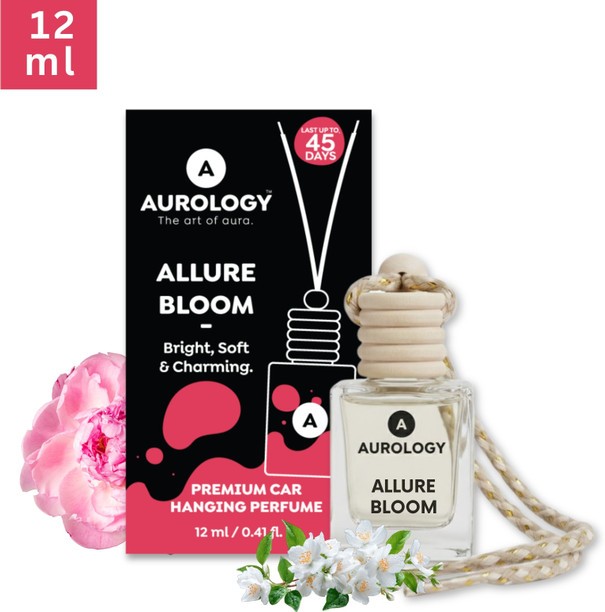 12
ml
LAST UP TO
45
DAYS
A
AUROLOGY™
The art of aura.
ALLURE
BLOOM
Bright, Soft
& Charming.
A
PREMIUM CAR
HANGING PERFUME
12 ml / 0.41 fl.
A
AUROLOGY
ALLURE
BLOOM